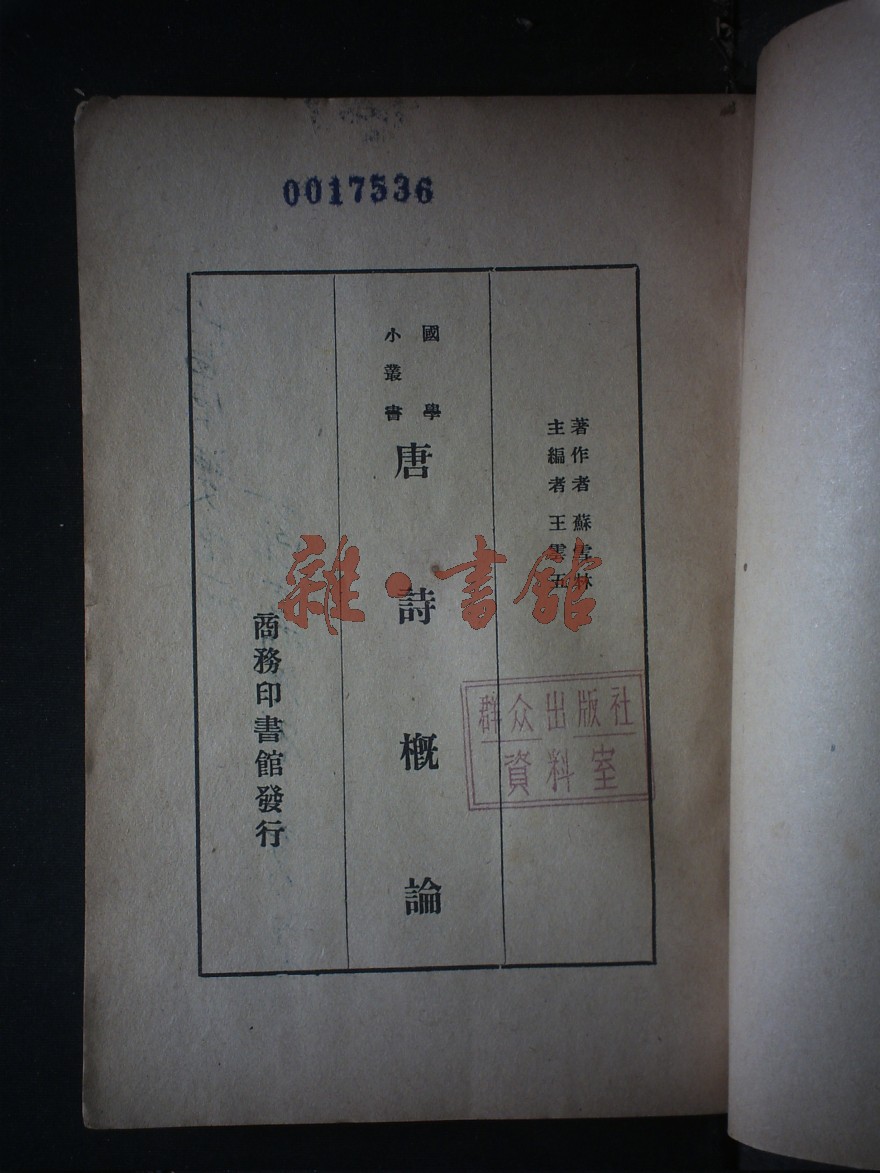 0017536
著作者 蘇雪林
主編者 王雲五
國學
小叢書
唐詩概論
商務印書館發行
雜·書館
群众出版社
資料室